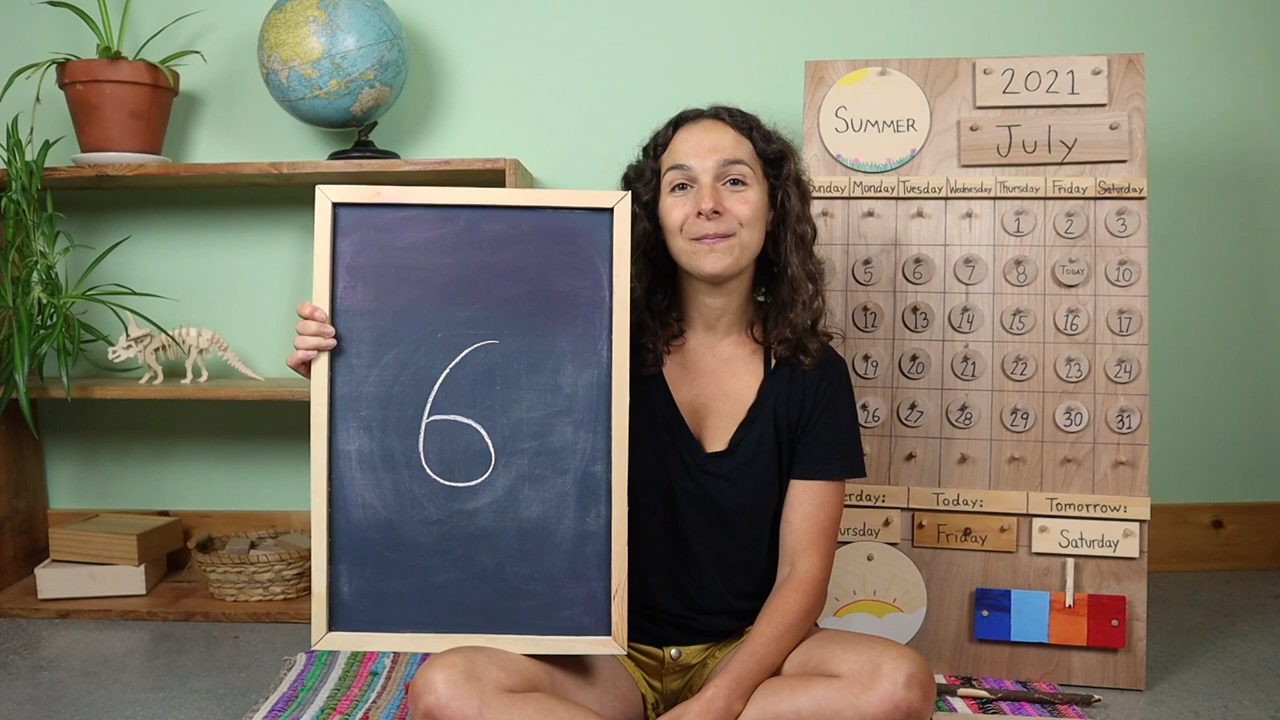 6
SUMMER
2021
July
Monday Tuesday Wednesday Thursday Friday Saturday
1 2 3
5 6 7 8 TODAY 10
12 13 14 15 16 17
19 20 21 22 23 24
26 27 28 29 30 31
Today: Tomorrow:
Friday Saturday